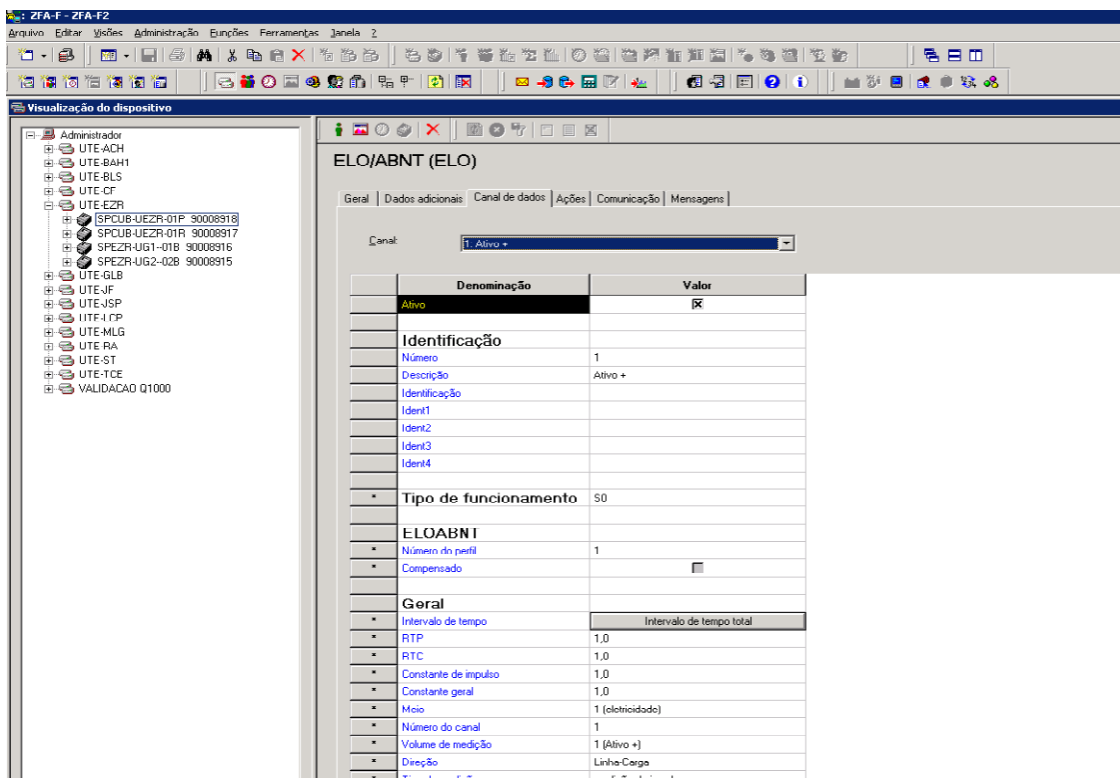 : ZFA-F - ZFA-F2
Arquivo Editar Visões Administração Funções Ferramentas Janela ?
Visualização do dispositivo
Administrador
UTE-ACH
UTE-BAH1
UTE-BLS
UTE-CF
UTE-EZR
SPCUB-UEZR-01P 90008918
SPCUB-UEZR-01R 90008917
SPEZR-UG1--01B 90008916
SPEZR-UG2--02B 90008915
UTE-GLB
UTE-JF
UTE-JSP
UTE-LCP
UTE-MLG
UTE-RA
UTE-ST
UTE-TCE
VALIDACAO Q1000
ELO/ABNT (ELO)
Geral Dados adicionais Canal de dados Ações Comunicação Mensagens
Canal: 1: Ativo +
Denominação Valor
Ativo
Identificação
Número 1
Descrição Ativo +
Identificação
Ident1
Ident2
Ident3
Ident4
* Tipo de funcionamento S0
ELOABNT
* Número do perfil 1
* Compensado
Geral
* Intervalo de tempo Intervalo de tempo total
* RTP 1,0
* RTC 1,0
* Constante de impulso 1,0
* Constante geral 1,0
* Meio 1 (eletricidade)
* Número do canal 1
* Volume de medição 1 (Ativo +)
* Direção Linha-Carga